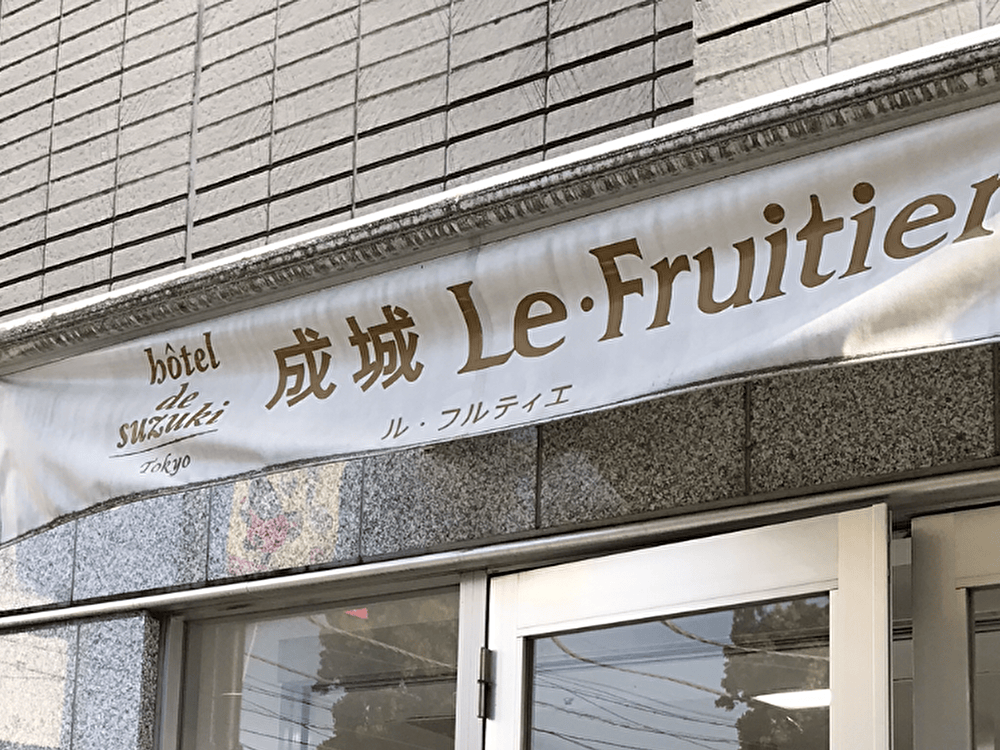 hôtel
de
suzuki
Tokyo
成城 Le・Fruitier
ル・フルティエ